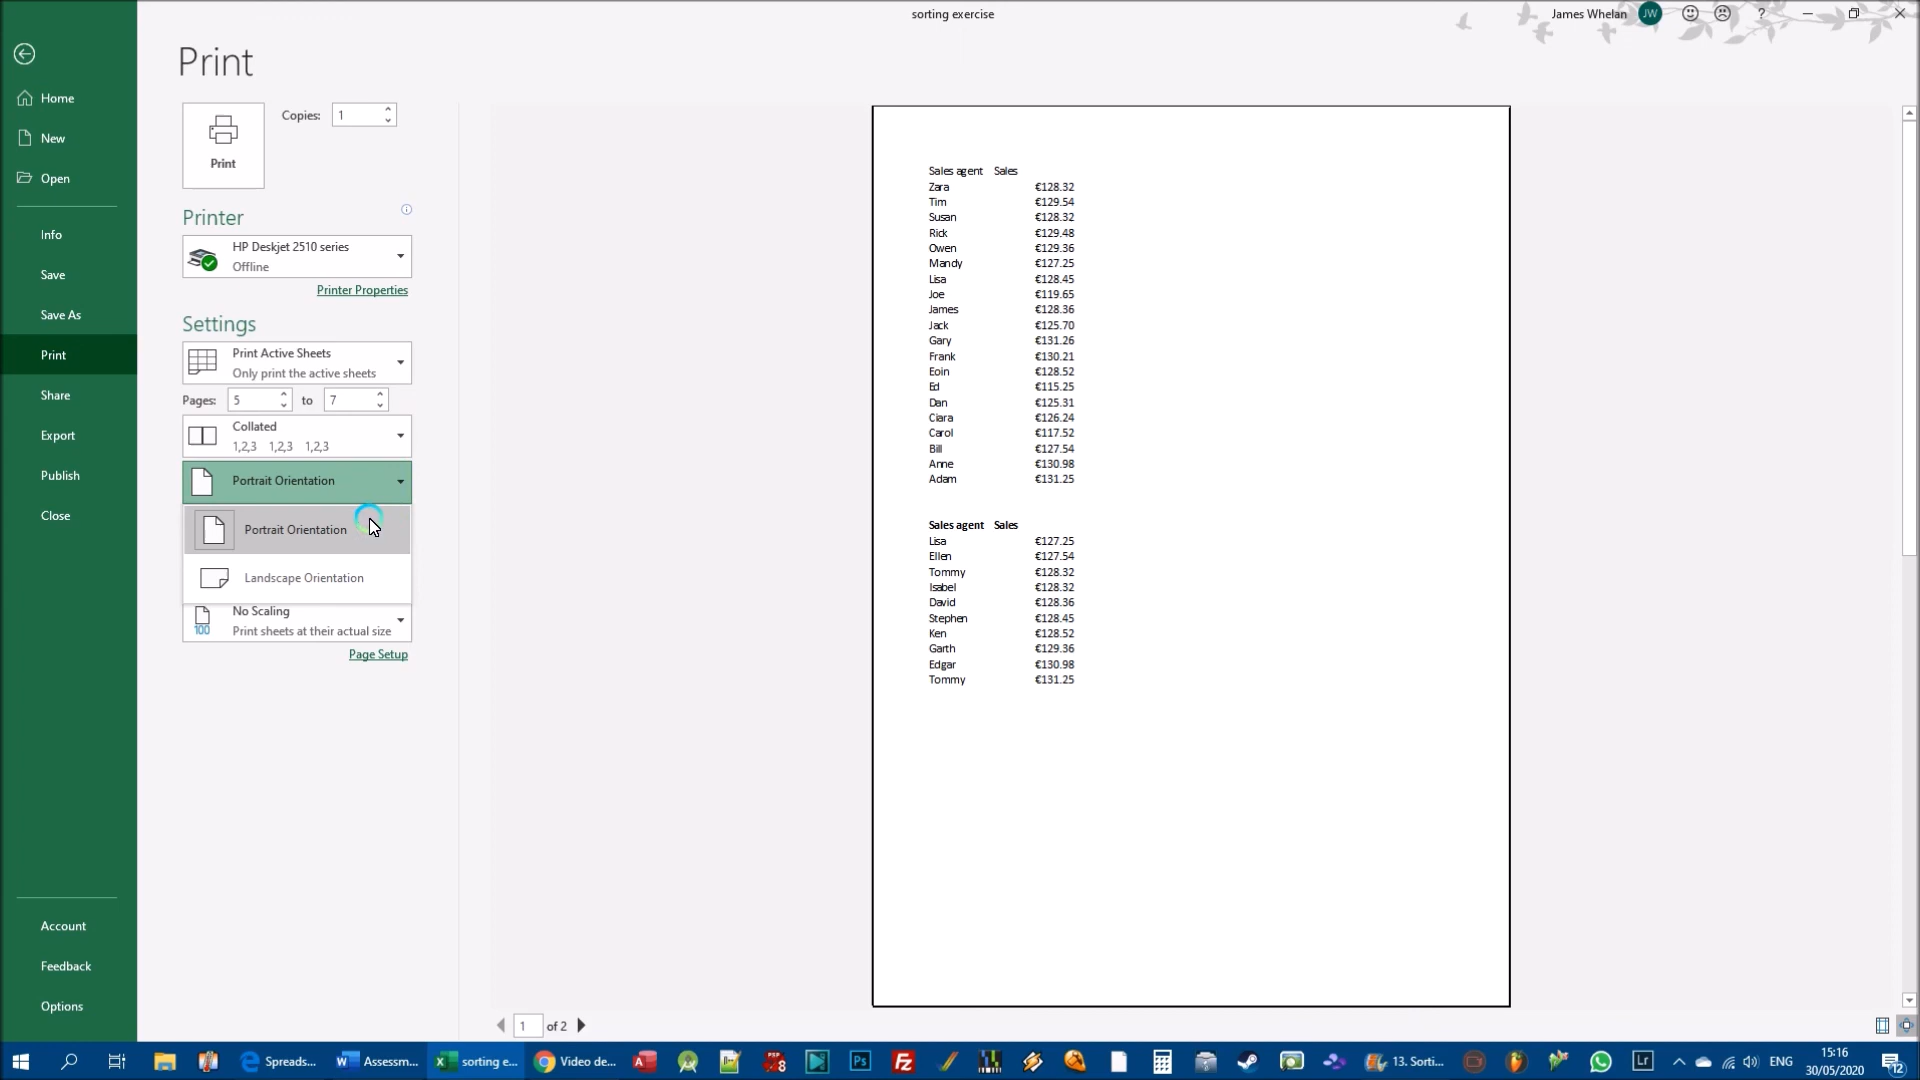 sorting exercise
James Whelan JW
?
Print
Home
New
Open
Info
Save
Save As
Print
Share
Export
Publish
Close
Account
Feedback
Options
Print
Copies: 1
Printer
HP Deskjet 2510 series
Offline
Printer Properties
Settings
Print Active Sheets
Only print the active sheets
Pages: 5 to 7
Collated
1,2,3 1,2,3 1,2,3
Portrait Orientation
Portrait Orientation
Landscape Orientation
No Scaling
100 Print sheets at their actual size
Page Setup
Sales agent Sales
Zara €128.32
Tim €129.54
Susan €128.32
Rick €129.48
Owen €129.36
Mandy €127.25
Lisa €128.45
Joe €119.65
James €128.36
Jack €125.70
Gary €131.26
Frank €130.21
Eoin €128.52
Ed €115.25
Dan €125.31
Ciara €126.24
Carol €117.52
Bill €127.54
Anne €130.98
Adam €131.25
Sales agent Sales
Lisa €127.25
Ellen €127.54
Tommy €128.32
Isabel €128.32
David €128.36
Stephen €128.45
Ken €128.52
Garth €129.36
Edgar €130.98
Tommy €131.25
1 of 2
Spreads... Assessm... sorting e... Video de... 13. Sorti... ENG
15:16
30/05/2020
12